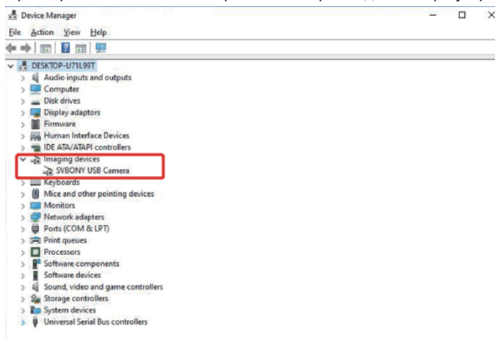 Device Manager
File Action View Help
DESKTOP-U71L99T
Audio inputs and outputs
Computer
Disk drives
Display adaptors
Firmware
Human Interface Devices
IDE ATA/ATAPI controllers
Imaging devices
SVBONY USB Camera
Keyboards
Mice and other pointing devices
Monitors
Network adapters
Ports (COM & LPT)
Print queues
Processors
Software components
Software devices
Sound, video and game controllers
Storage controllers
System devices
Universal Serial Bus controllers